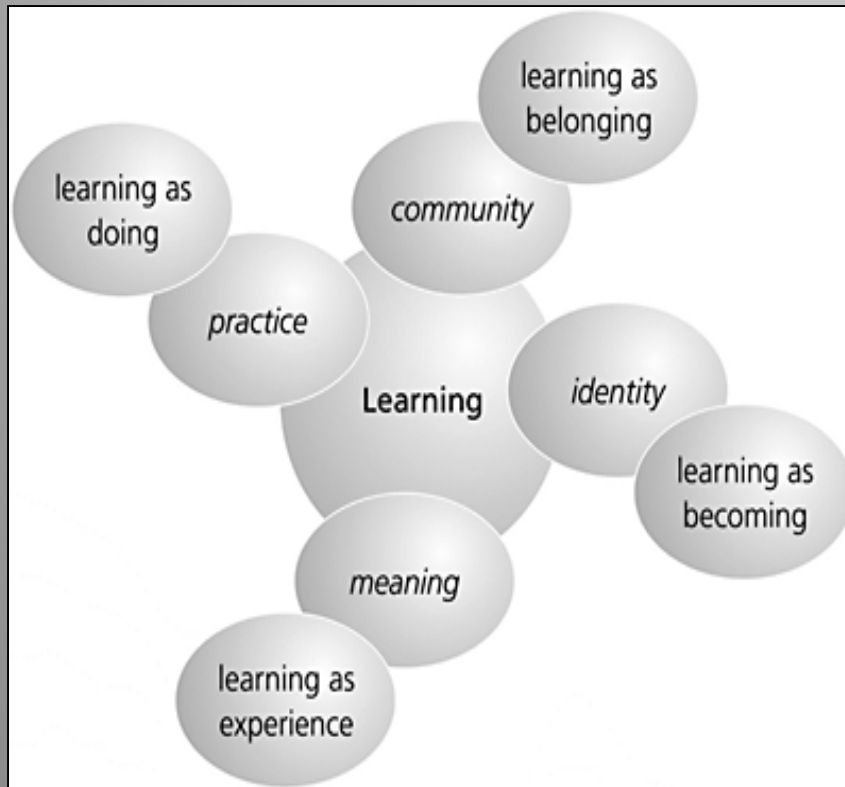 learning as
belonging
community
learning as
doing
practice
Learning
identity
learning as
becoming
meaning
learning as
experience